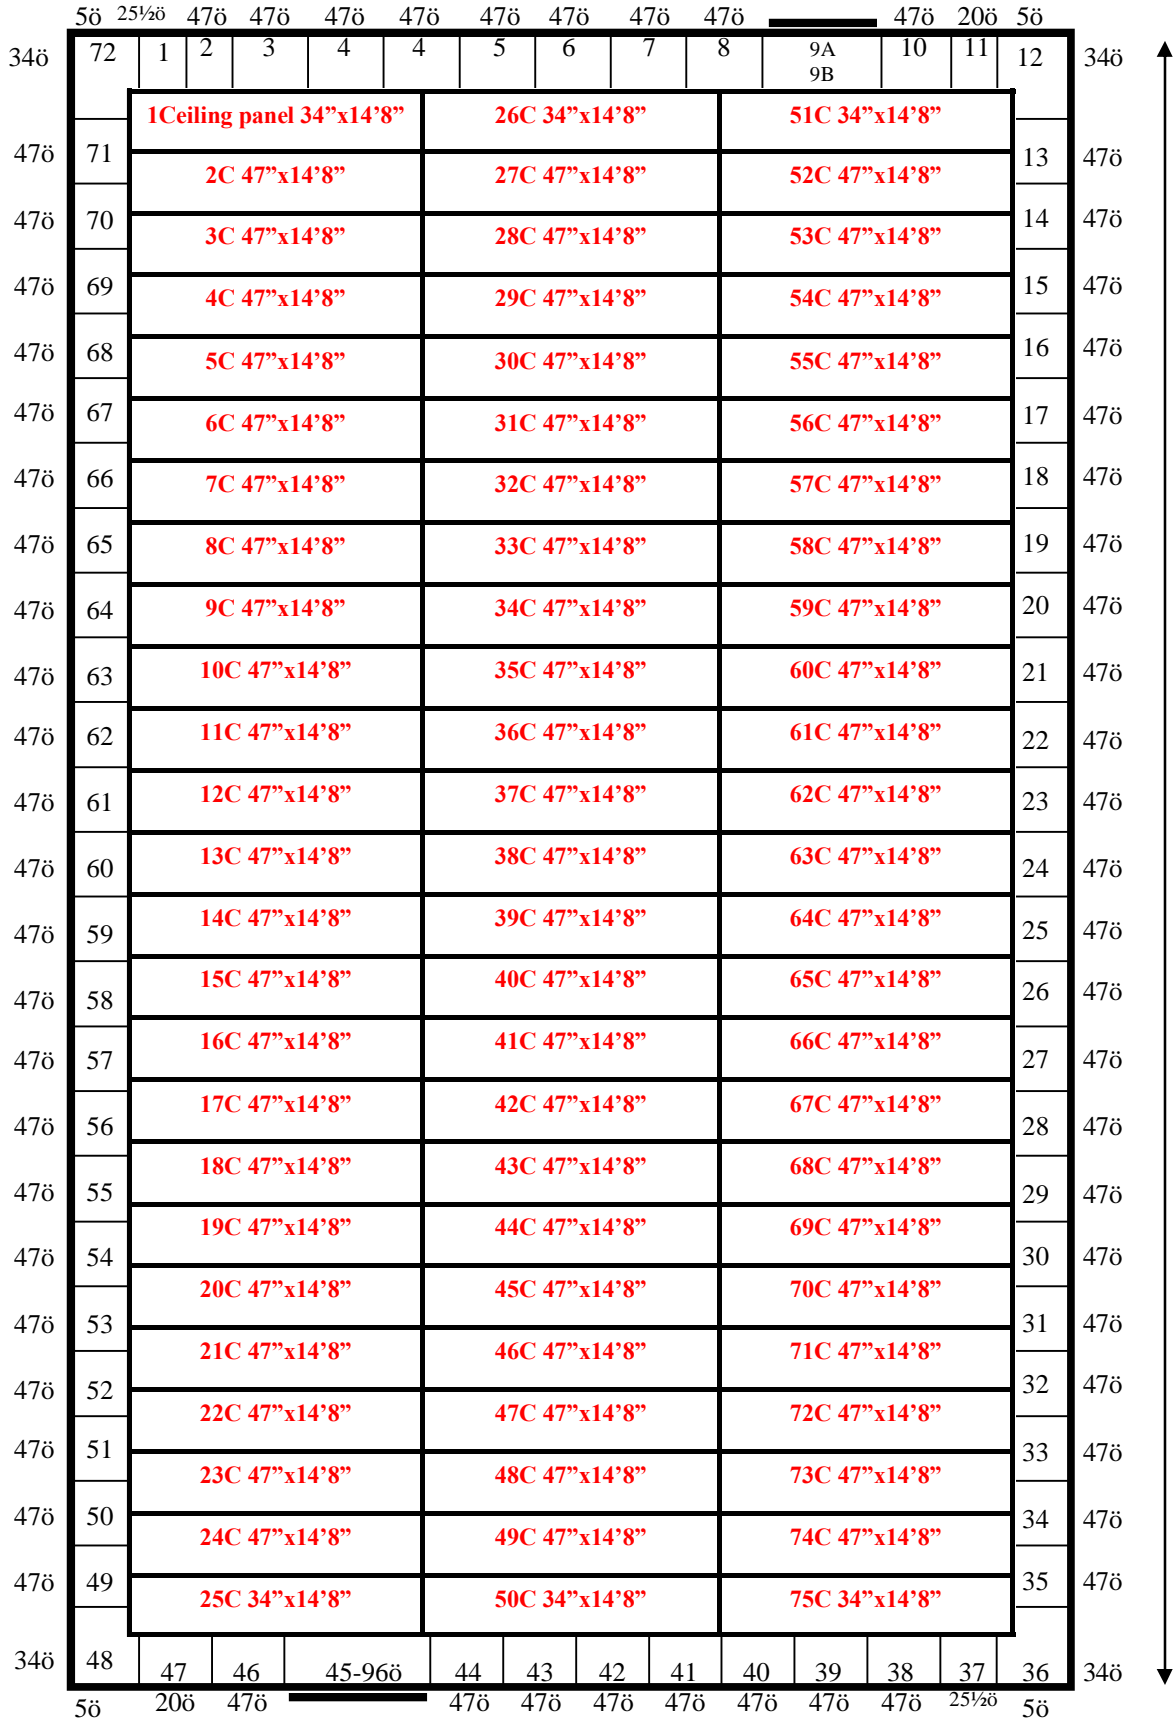 5ö 25½ö 47ö 47ö 47ö 47ö 47ö 47ö 47ö 47ö 20ö 5ö
34ö 72 1 2 3 4 4 5 6 7 8 9A 10 11 12 34ö
9B
1Ceiling panel 34”x14’8” 26C 34”x14’8” 51C 34”x14’8”
47ö 71 2C 47”x14’8” 27C 47”x14’8” 52C 47”x14’8” 13 47ö
47ö 70 3C 47”x14’8” 28C 47”x14’8” 53C 47”x14’8” 14 47ö
47ö 69 4C 47”x14’8” 29C 47”x14’8” 54C 47”x14’8” 15 47ö
47ö 68 5C 47”x14’8” 30C 47”x14’8” 55C 47”x14’8” 16 47ö
47ö 67 6C 47”x14’8” 31C 47”x14’8” 56C 47”x14’8” 17 47ö
47ö 66 7C 47”x14’8” 32C 47”x14’8” 57C 47”x14’8” 18 47ö
47ö 65 8C 47”x14’8” 33C 47”x14’8” 58C 47”x14’8” 19 47ö
47ö 64 9C 47”x14’8” 34C 47”x14’8” 59C 47”x14’8” 20 47ö
47ö 63 10C 47”x14’8” 35C 47”x14’8” 60C 47”x14’8” 21 47ö
47ö 62 11C 47”x14’8” 36C 47”x14’8” 61C 47”x14’8” 22 47ö
47ö 61 12C 47”x14’8” 37C 47”x14’8” 62C 47”x14’8” 23 47ö
47ö 60 13C 47”x14’8” 38C 47”x14’8” 63C 47”x14’8” 24 47ö
47ö 59 14C 47”x14’8” 39C 47”x14’8” 64C 47”x14’8” 25 47ö
47ö 58 15C 47”x14’8” 40C 47”x14’8” 65C 47”x14’8” 26 47ö
47ö 57 16C 47”x14’8” 41C 47”x14’8” 66C 47”x14’8” 27 47ö
47ö 56 17C 47”x14’8” 42C 47”x14’8” 67C 47”x14’8” 28 47ö
47ö 55 18C 47”x14’8” 43C 47”x14’8” 68C 47”x14’8” 29 47ö
47ö 54 19C 47”x14’8” 44C 47”x14’8” 69C 47”x14’8” 30 47ö
47ö 53 20C 47”x14’8” 45C 47”x14’8” 70C 47”x14’8” 31 47ö
47ö 52 21C 47”x14’8” 46C 47”x14’8” 71C 47”x14’8” 32 47ö
47ö 51 22C 47”x14’8” 47C 47”x14’8” 72C 47”x14’8” 33 47ö
47ö 50 23C 47”x14’8” 48C 47”x14’8” 73C 47”x14’8” 34 47ö
47ö 49 24C 47”x14’8” 49C 47”x14’8” 74C 47”x14’8” 35 47ö
25C 34”x14’8” 50C 34”x14’8” 75C 34”x14’8”
34ö 48 47 46 45-96ö 44 43 42 41 40 39 38 37 36 34ö
5ö 20ö 47ö 47ö 47ö 47ö 47ö 47ö 47ö 47ö 25½ö 5ö